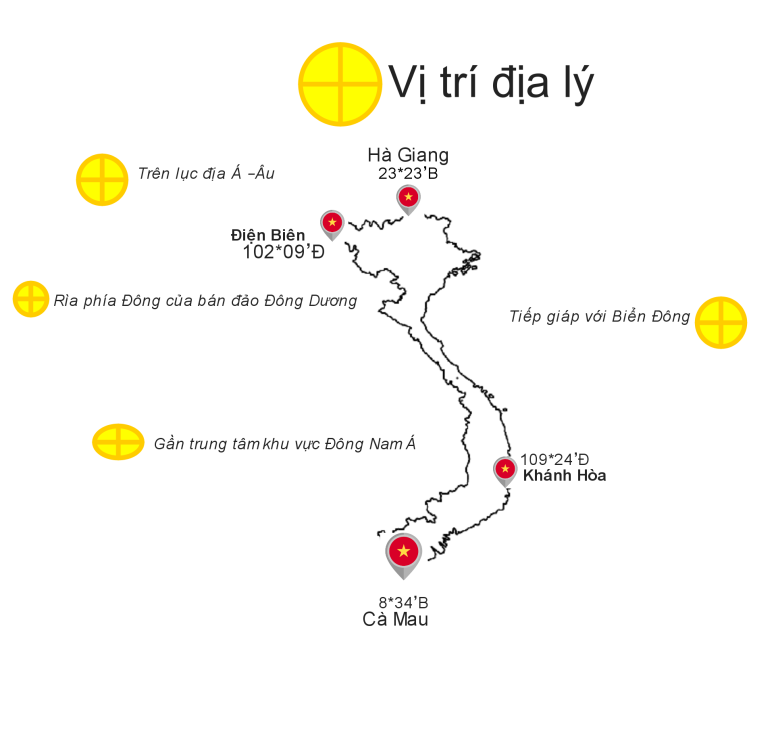 Vị trí địa lý
Hà Giang
23*23’B
Trên lục địa Á –Âu
Điện Biên
102*09’Đ
Rìa phía Đông của bán đảo Đông Dương
Tiếp giáp với Biển Đông
Gần trung tâm khu vực Đông Nam Á
109*24’Đ
Khánh Hòa
8*34’B
Cà Mau